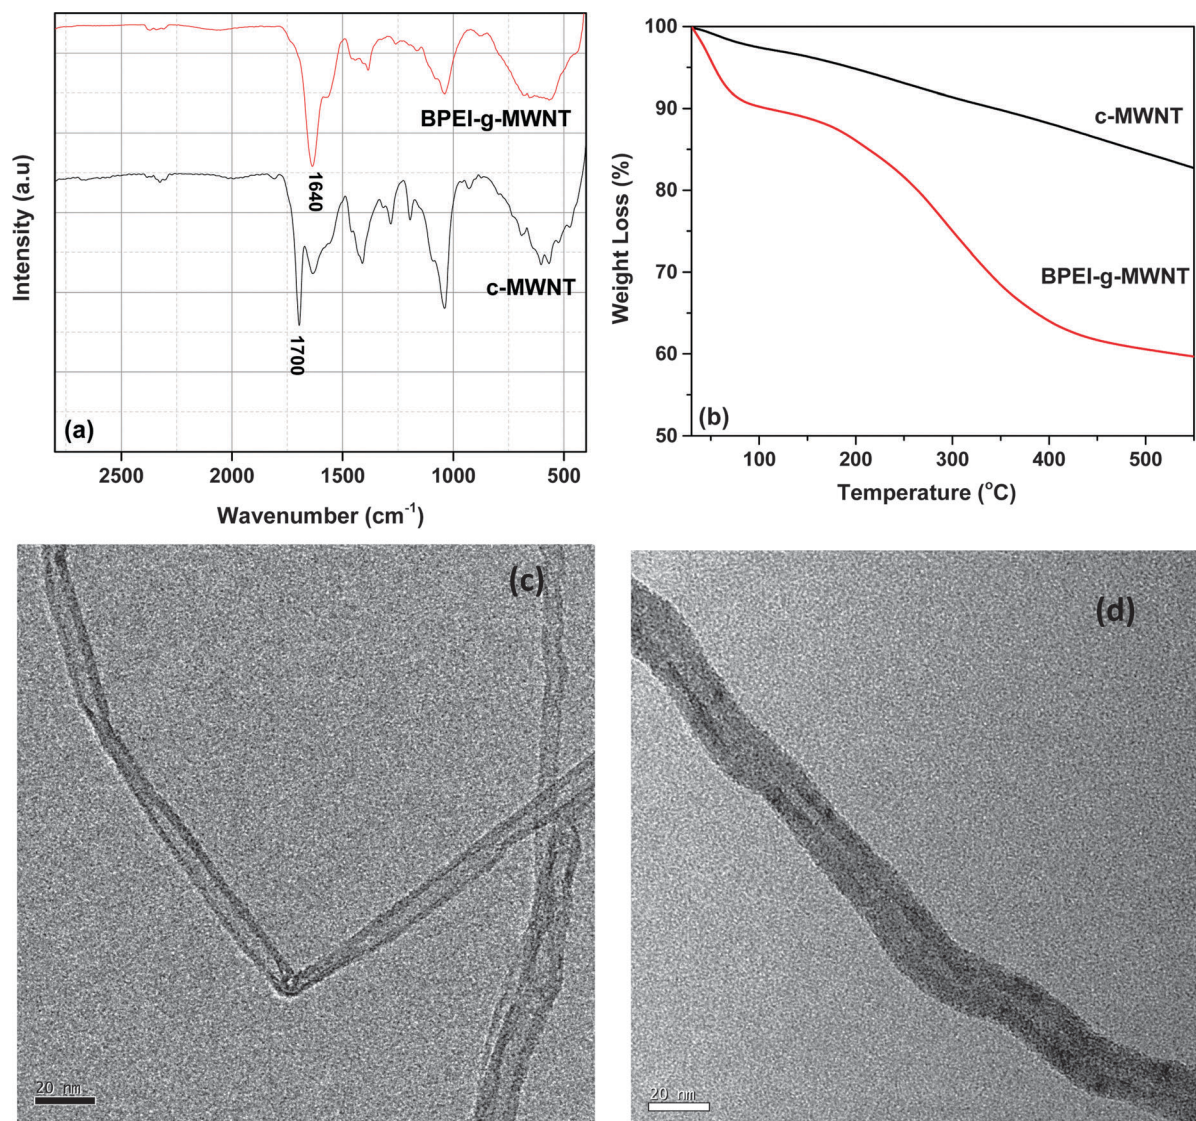 Intensity (a.u)
BPEI-g-MWNT
1640
c-MWNT
1700
(a)
2500 2000 1500 1000 500
Wavenumber (cm-1)
Weight Loss (%)
100
90
80
70
60
50
c-MWNT
BPEI-g-MWNT
(b)
100 200 300 400 500
Temperature (oC)
(c)
20 nm
(d)
20 nm